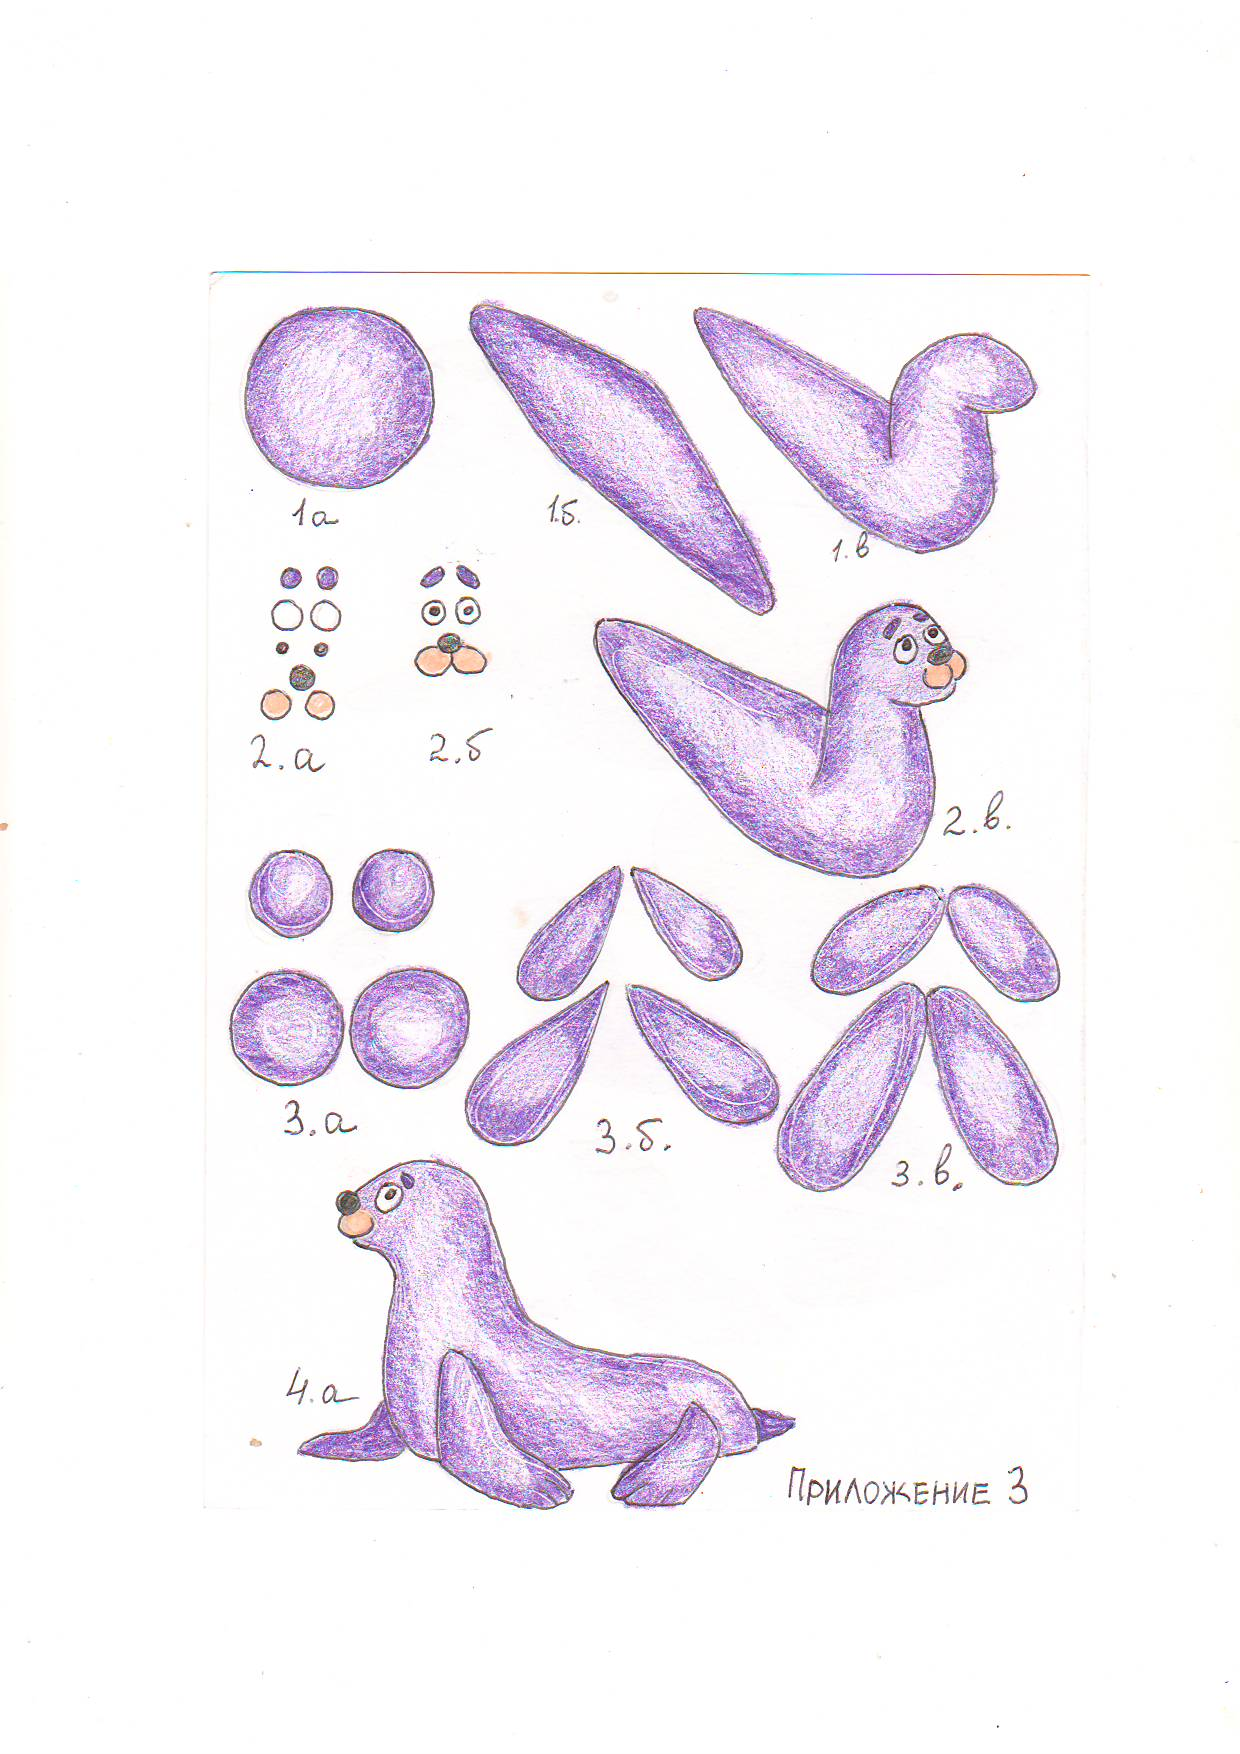 1а
1.б.
1.в
2.а
2.б
2.в.
3.а
3.б.
3.в.
4.а
Приложение 3